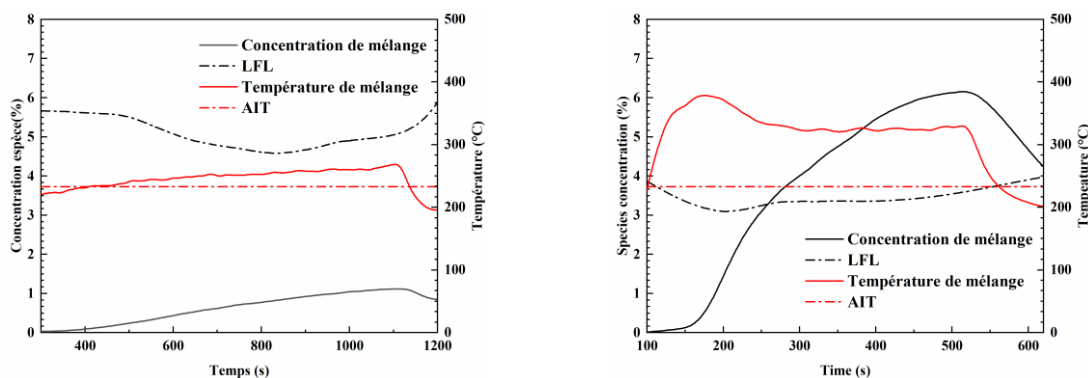 8
7
6
5
4
3
2
1
0
Concentration espèce(%)
Concentration de mélange
LFL
Température de mélange
AIT
500
400
300
200
100
0
Température (°C)
400 600 800 1000 1200
Temps (s)
8
7
6
5
4
3
2
1
0
Species concentration (%)
Concentration de mélange
LFL
Température de mélange
AIT
500
400
300
200
100
0
Temperature (°C)
100 200 300 400 500 600
Time (s)